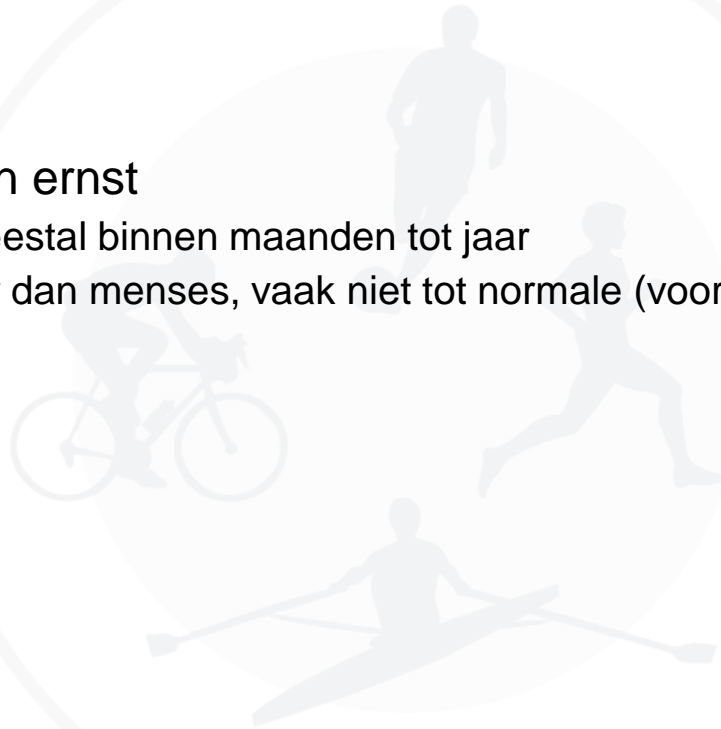 n ernst
estal binnen maanden tot jaar
dan menses, vaak niet tot normale (voor